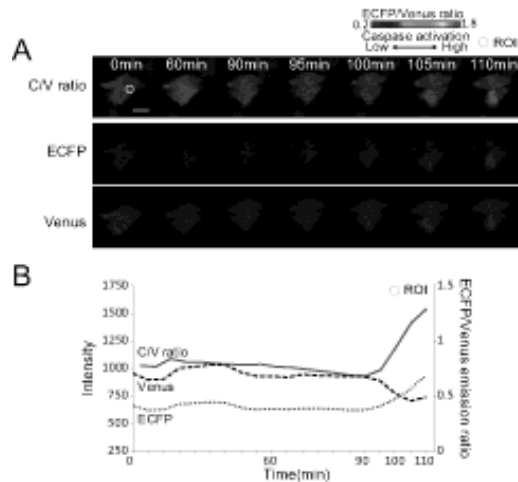 ECFP/Venus ratio
0.7 1.8
Caspase activation
Low High ROI
A
0min 60min 90min 95min 100min 105min 110min
C/V ratio
ECFP
Venus
B
1750
1500
1250
1000
750
500
250
Intensity
C/V ratio
Venus
ECFP
ROI
1.5
1
0.5
0
ECFP/Venus emission ratio
0 60 90 100 110
Time(min)